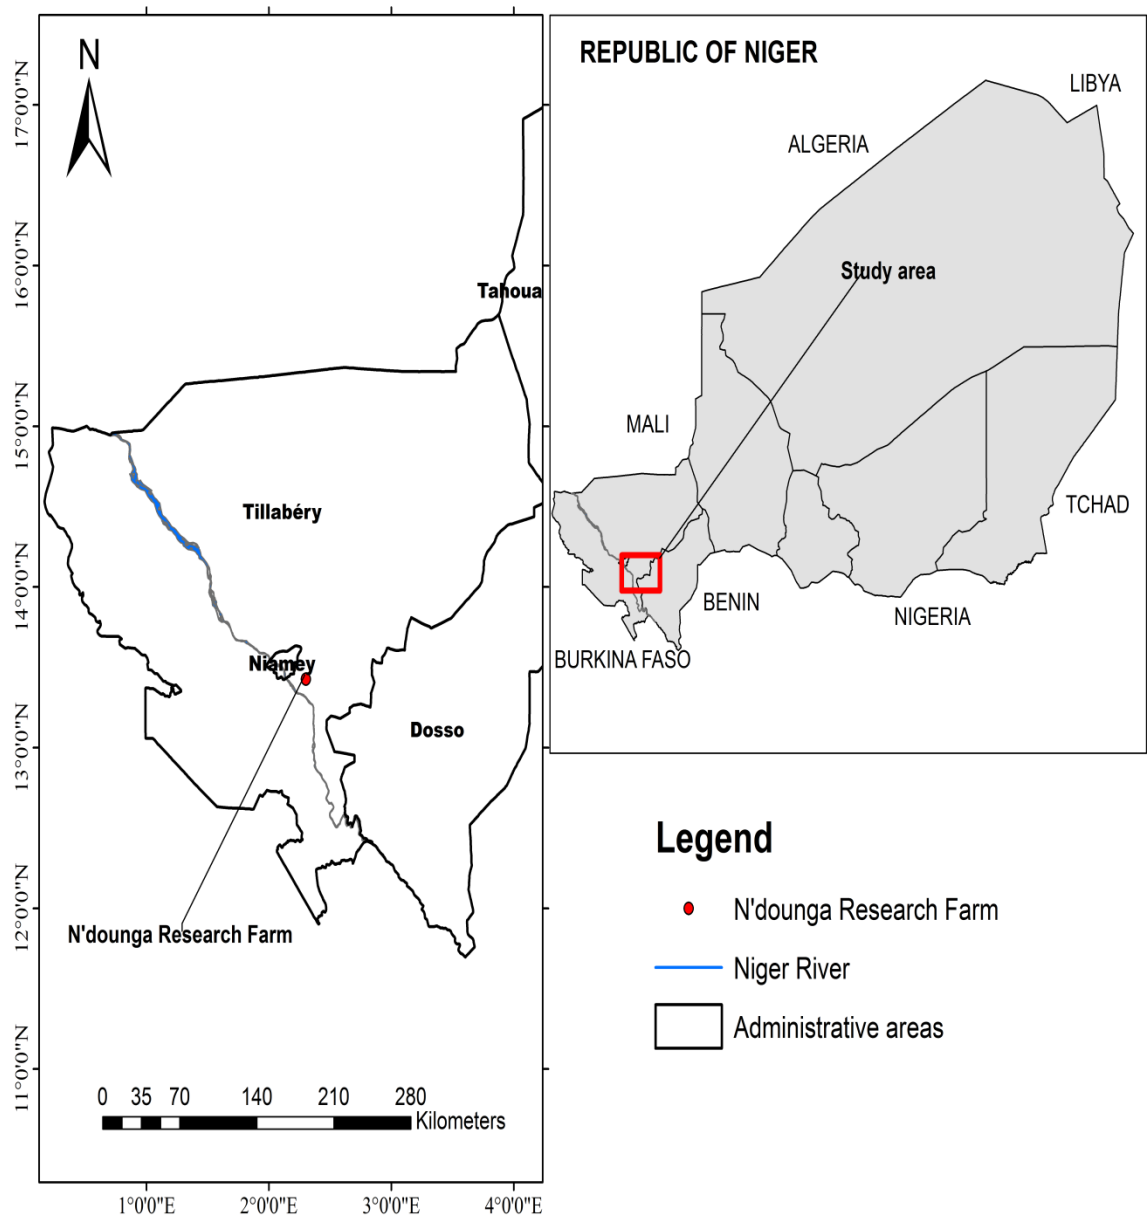 N
17°0'0"N
16°0'0"N
15°0'0"N
14°0'0"N
13°0'0"N
12°0'0"N
11°0'0"N
Tahoua
Tillabéry
Niamey
Dosso
N'dounga Research Farm
0 35 70 140 210 280
Kilometers
1°0'0"E 2°0'0"E 3°0'0"E 4°0'0"E
REPUBLIC OF NIGER
LIBYA
ALGERIA
Study area
MALI
TCHAD
BENIN
NIGERIA
BURKINA FASO
Legend
N'dounga Research Farm
Niger River
Administrative areas